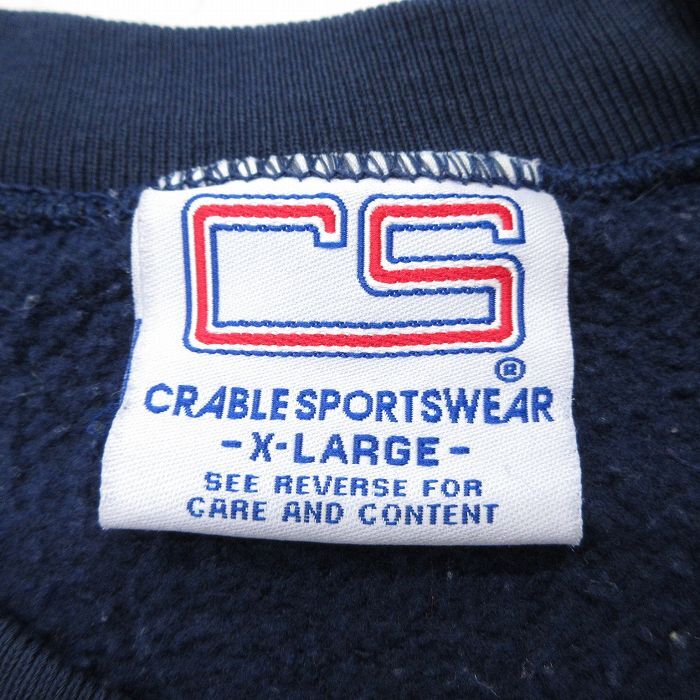 CS
®
CRABLE SPORTSWEAR
-X-LARGE-
SEE REVERSE FOR
CARE AND CONTENT